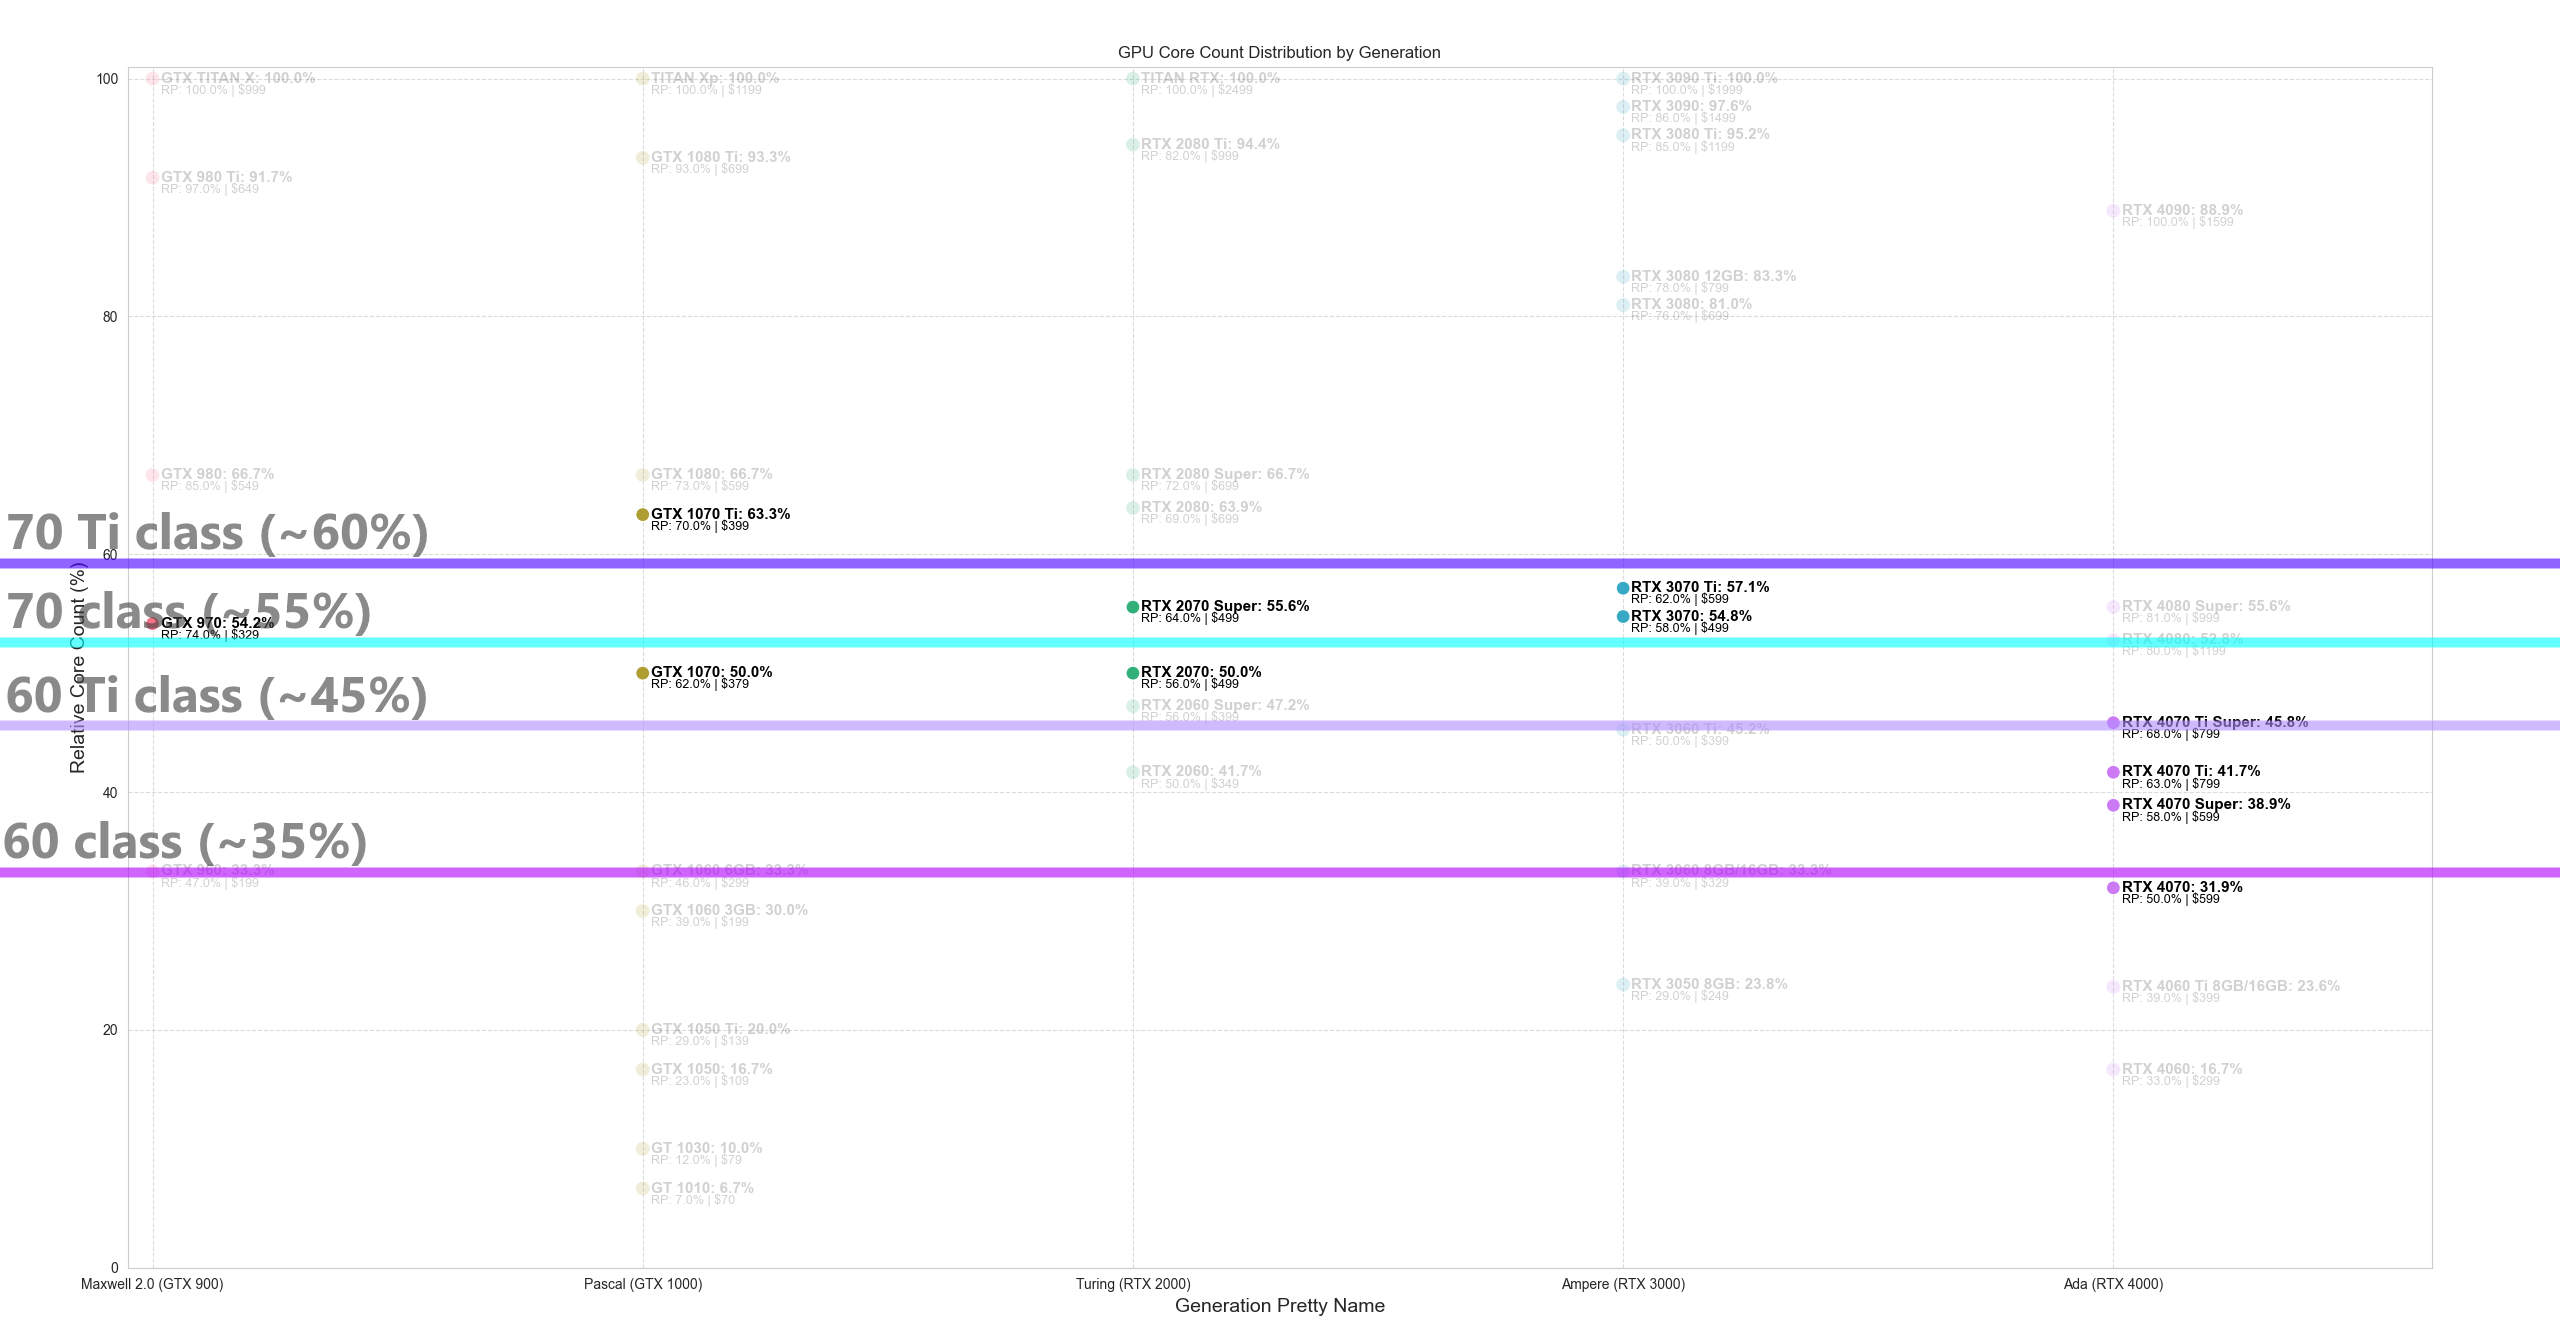 GPU Core Count Distribution by Generation
100
80
60
40
20
0
Relative Core Count (%)
70 Ti class (~60%)
70 class (~55%)
60 Ti class (~45%)
60 class (~35%)
GTX TITAN X: 100.0%
RP: 100.0% | $999
GTX 980 Ti: 91.7%
RP: 97.0% | $649
GTX 980: 66.7%
RP: 85.0% | $549
GTX 970: 54.2%
RP: 74.0% | $329
GTX 960: 33.3%
RP: 47.0% | $199
TITAN Xp: 100.0%
RP: 100.0% | $1199
GTX 1080 Ti: 93.3%
RP: 93.0% | $699
GTX 1080: 66.7%
RP: 73.0% | $599
GTX 1070 Ti: 63.3%
RP: 70.0% | $399
GTX 1070: 50.0%
RP: 62.0% | $379
GTX 1060 6GB: 33.3%
RP: 46.0% | $299
GTX 1060 3GB: 30.0%
RP: 39.0% | $199
GTX 1050 Ti: 20.0%
RP: 29.0% | $139
GTX 1050: 16.7%
RP: 23.0% | $109
GT 1030: 10.0%
RP: 12.0% | $79
GT 1010: 6.7%
RP: 7.0% | $70
TITAN RTX: 100.0%
RP: 100.0% | $2499
RTX 2080 Ti: 94.4%
RP: 82.0% | $999
RTX 2080 Super: 66.7%
RP: 72.0% | $699
RTX 2080: 63.9%
RP: 69.0% | $699
RTX 2070 Super: 55.6%
RP: 64.0% | $499
RTX 2070: 50.0%
RP: 56.0% | $499
RTX 2060 Super: 47.2%
RP: 56.0% | $399
RTX 2060: 41.7%
RP: 50.0% | $349
RTX 3090 Ti: 100.0%
RP: 100.0% | $1999
RTX 3090: 97.6%
RP: 86.0% | $1499
RTX 3080 Ti: 95.2%
RP: 85.0% | $1199
RTX 3080 12GB: 83.3%
RP: 78.0% | $799
RTX 3080: 81.0%
RP: 76.0% | $699
RTX 3070 Ti: 57.1%
RP: 62.0% | $599
RTX 3070: 54.8%
RP: 58.0% | $499
RTX 3060 Ti: 45.2%
RP: 50.0% | $399
RTX 3060 8GB/16GB: 33.3%
RP: 39.0% | $329
RTX 3050 8GB: 23.8%
RP: 29.0% | $249
RTX 4090: 88.9%
RP: 100.0% | $1599
RTX 4080 Super: 55.6%
RP: 81.0% | $999
RTX 4080: 52.8%
RP: 80.0% | $1199
RTX 4070 Ti Super: 45.8%
RP: 68.0% | $799
RTX 4070 Ti: 41.7%
RP: 63.0% | $799
RTX 4070 Super: 38.9%
RP: 58.0% | $599
RTX 4070: 31.9%
RP: 50.0% | $599
RTX 4060 Ti 8GB/16GB: 23.6%
RP: 39.0% | $399
RTX 4060: 16.7%
RP: 33.0% | $299
Maxwell 2.0 (GTX 900)
Pascal (GTX 1000)
Turing (RTX 2000)
Ampere (RTX 3000)
Ada (RTX 4000)
Generation Pretty Name